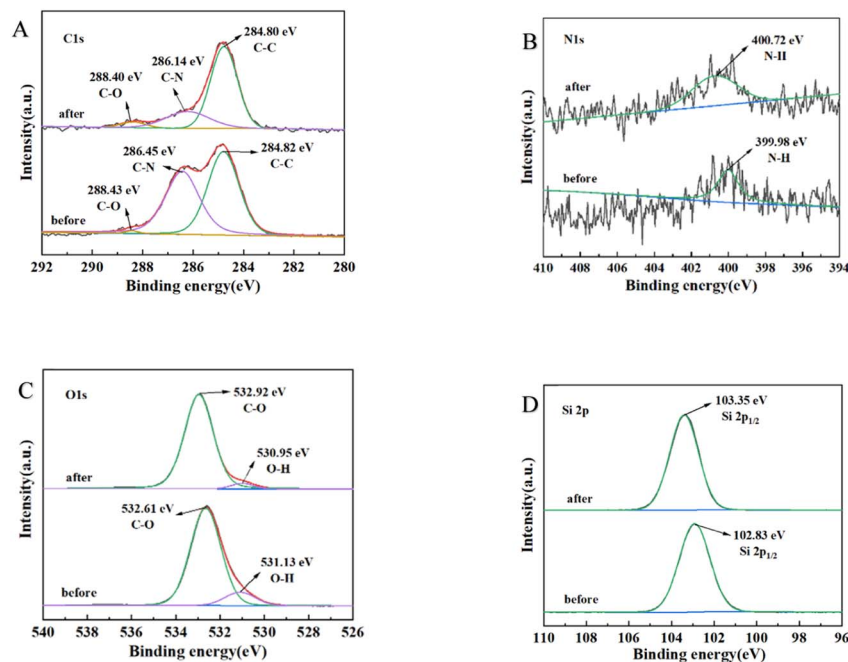 A
C1s
284.80 eV
C-C
286.14 eV
C-N
288.40 eV
C-O
after
286.45 eV
C-N
284.82 eV
C-C
288.43 eV
C-O
before
Intensity(a.u.)
292 290 288 286 284 282 280
Binding energy(eV)
B
N1s
400.72 eV
N-H
after
399.98 eV
N-H
before
Intensity(a.u.)
410 408 406 404 402 400 398 396 394
Binding energy(eV)
C
O1s
532.92 eV
C-O
530.95 eV
O-H
after
532.61 eV
C-O
531.13 eV
O-H
before
Intensity(a.u.)
540 538 536 534 532 530 528 526
Binding energy(eV)
D
Si 2p
103.35 eV
Si 2p1/2
after
102.83 eV
Si 2p1/2
before
Intensity(a.u.)
110 108 106 104 102 100 98 96
Binding energy(eV)